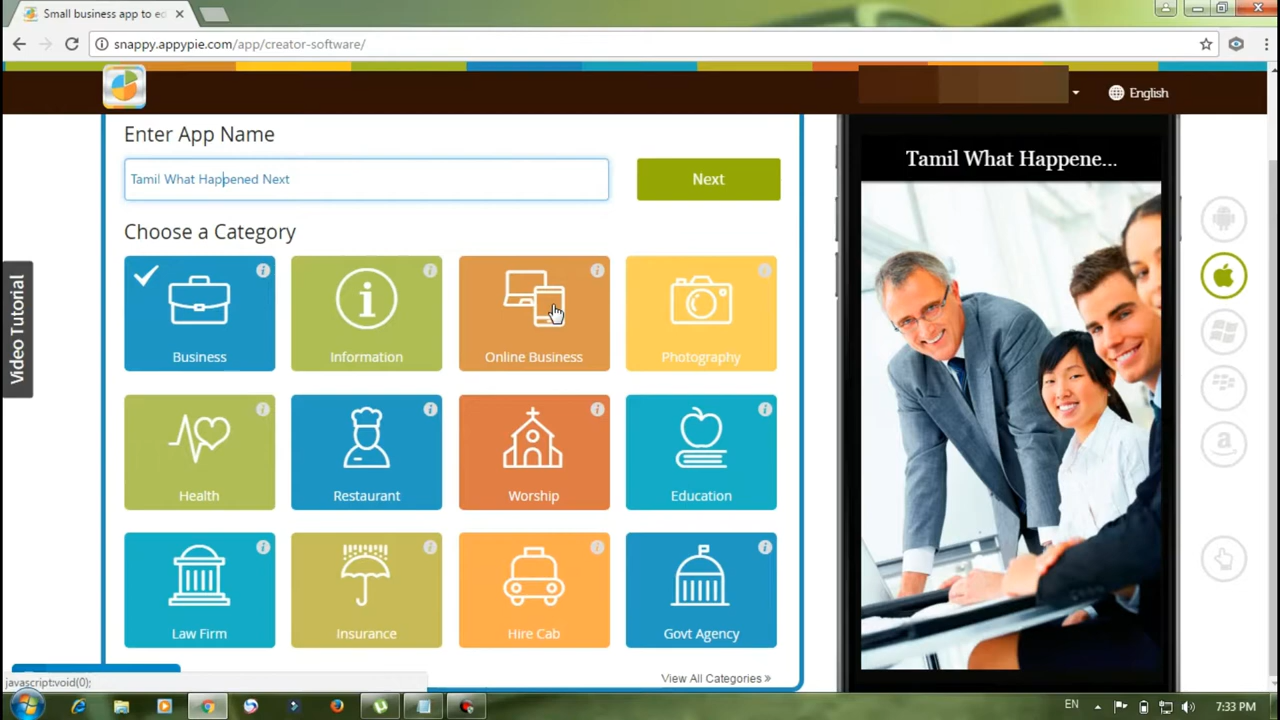 Small business app to ed
snappy.appypie.com/app/creator-software/
English
Enter App Name
Tamil What Happened Next
Next
Tamil What Happene...
Choose a Category
Business
Information
Online Business
Photography
Health
Restaurant
Worship
Education
Law Firm
Insurance
Hire Cab
Govt Agency
View All Categories »
Video Tutorial
javascript:void(0);
EN
7:33 PM